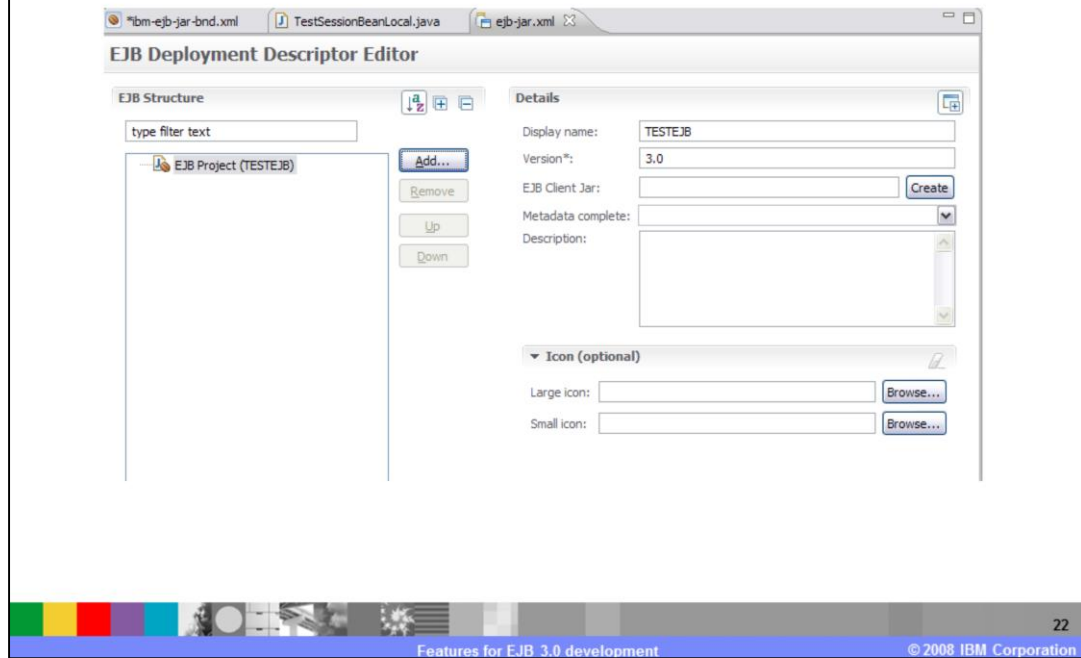 *ibm-ejb-jar-bnd.xml TestSessionBeanLocal.java ejb-jar.xml
EJB Deployment Descriptor Editor
EJB Structure
Details
type filter text
Display name: TESTEJB
EJB Project (TESTEJB)
Add...
Version*: 3.0
Remove
EJB Client Jar:
Create
Up
Metadata complete:
Down
Description:
Icon (optional)
Large icon:
Browse...
Small icon:
Browse...
22
Features for EJB 3.0 development
© 2008 IBM Corporation